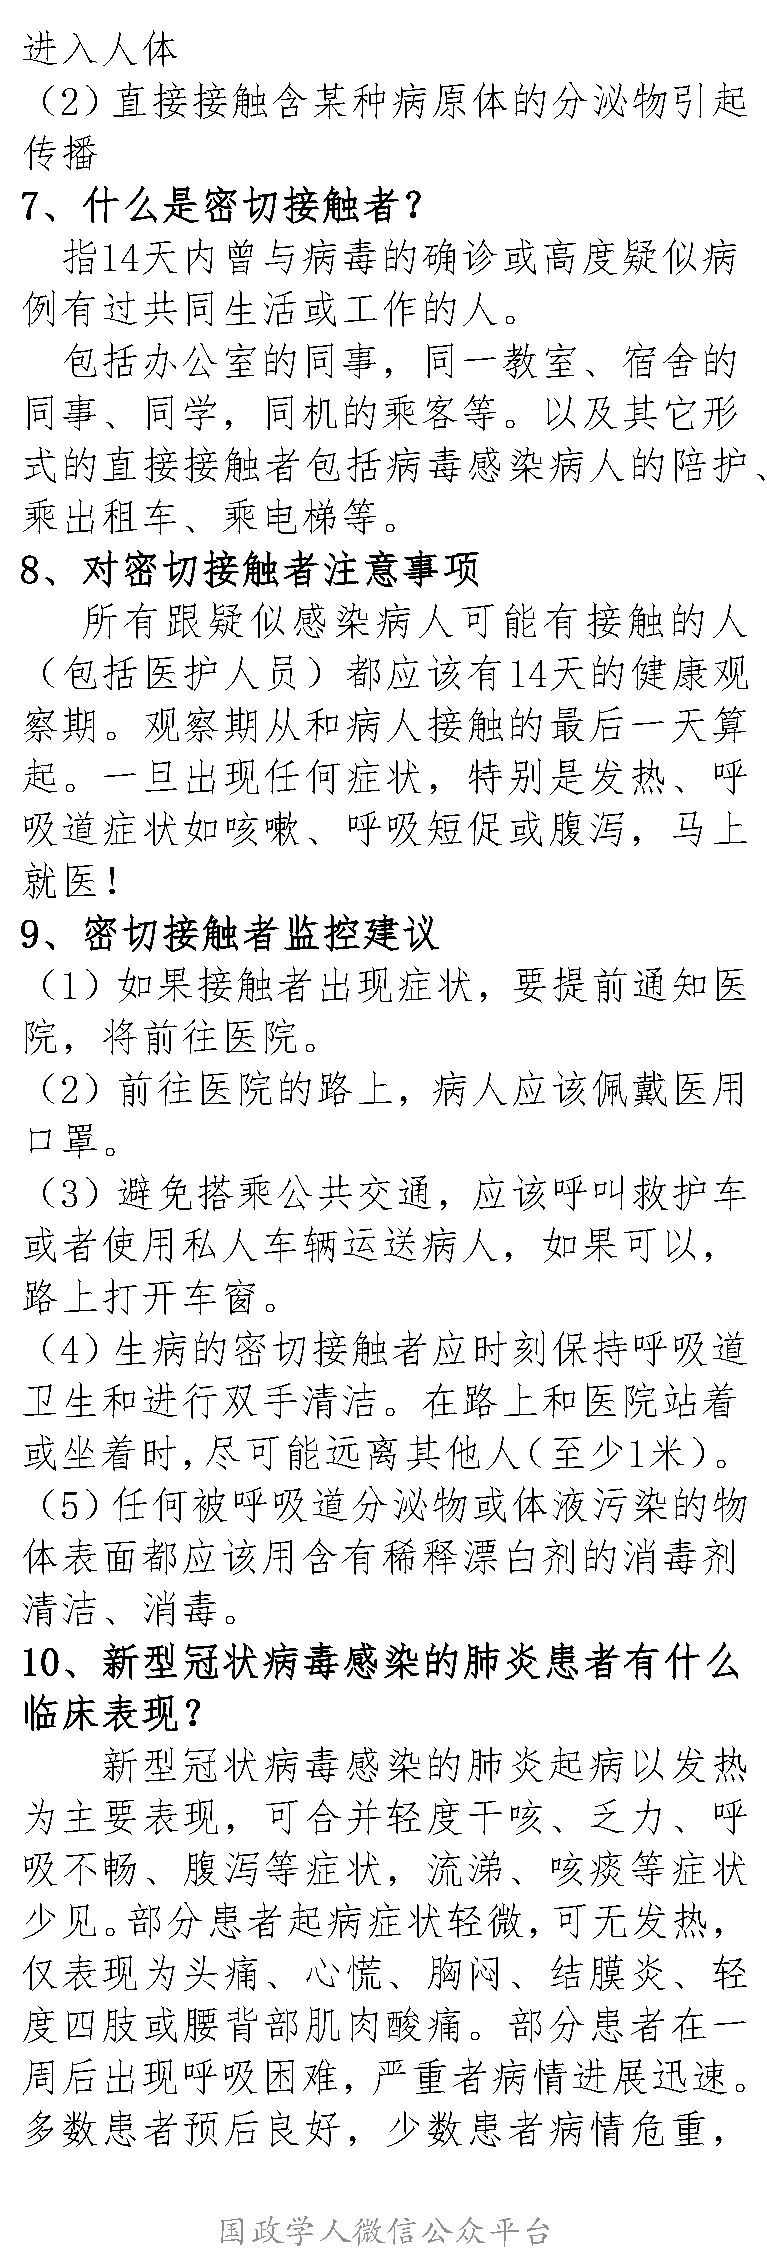 进入人体
（2）直接接触含某种病原体的分泌物引起
传播
7、什么是密切接触者？
指14天内曾与病毒的确诊或高度疑似病
例有过共同生活或工作的人。
包括办公室的同事，同一教室、宿舍的
同事、同学，同机的乘客等。以及其它形
式的直接接触者包括病毒感染病人的陪护、
乘出租车、乘电梯等。
8、对密切接触者注意事项
所有跟疑似感染病人可能有接触的人
（包括医护人员）都应该有14天的健康观
察期。观察期从和病人接触的最后一天算
起。一旦出现任何症状，特别是发热、呼
吸道症状如咳嗽、呼吸短促或腹泻，马上
就医！
9、密切接触者监控建议
（1）如果接触者出现症状，要提前通知医
院，将前往医院。
（2）前往医院的路上，病人应该佩戴医用
口罩。
（3）避免搭乘公共交通，应该呼叫救护车
或者使用私人车辆运送病人，如果可以，
路上打开车窗。
（4）生病的密切接触者应时刻保持呼吸道
卫生和进行双手清洁。在路上和医院站着
或坐着时，尽可能远离其他人（至少1米）。
（5）任何被呼吸道分泌物或体液污染的物
体表面都应该用含有稀释漂白剂的消毒剂
清洁、消毒。
10、新型冠状病毒感染的肺炎患者有什么
临床表现？
新型冠状病毒感染的肺炎起病以发热
为主要表现，可合并轻度干咳、乏力、呼
吸不畅、腹泻等症状，流涕、咳痰等症状
少见。部分患者起病症状轻微，可无发热，
仅表现为头痛、心慌、胸闷、结膜炎、轻
度四肢或腰背部肌肉酸痛。部分患者在一
周后出现呼吸困难，严重者病情进展迅速。
多数患者预后良好，少数患者病情危重，
国政学人微信公众平台